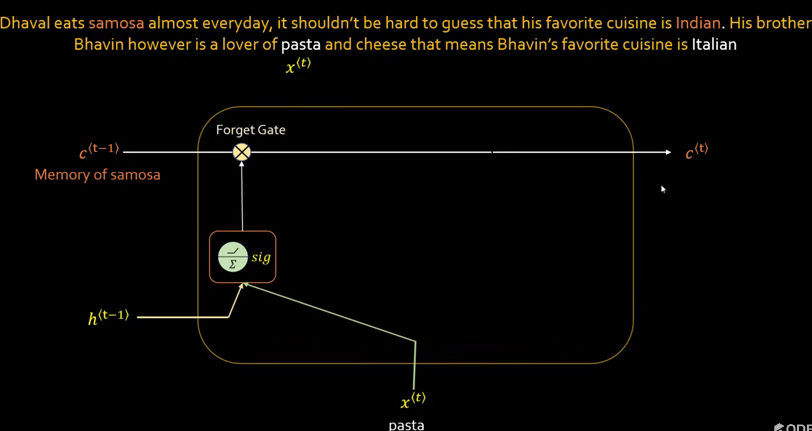 Dhaval eats samosa almost everyday, it shouldn't be hard to guess that his favorite cuisine is Indian. His brother
Bhavin however is a lover of pasta and cheese that means Bhavin's favorite cuisine is Italian
x⟨t⟩
Forget Gate
c⟨t−1⟩
c⟨t⟩
Memory of samosa
Σ
sig
h⟨t−1⟩
x⟨t⟩
pasta